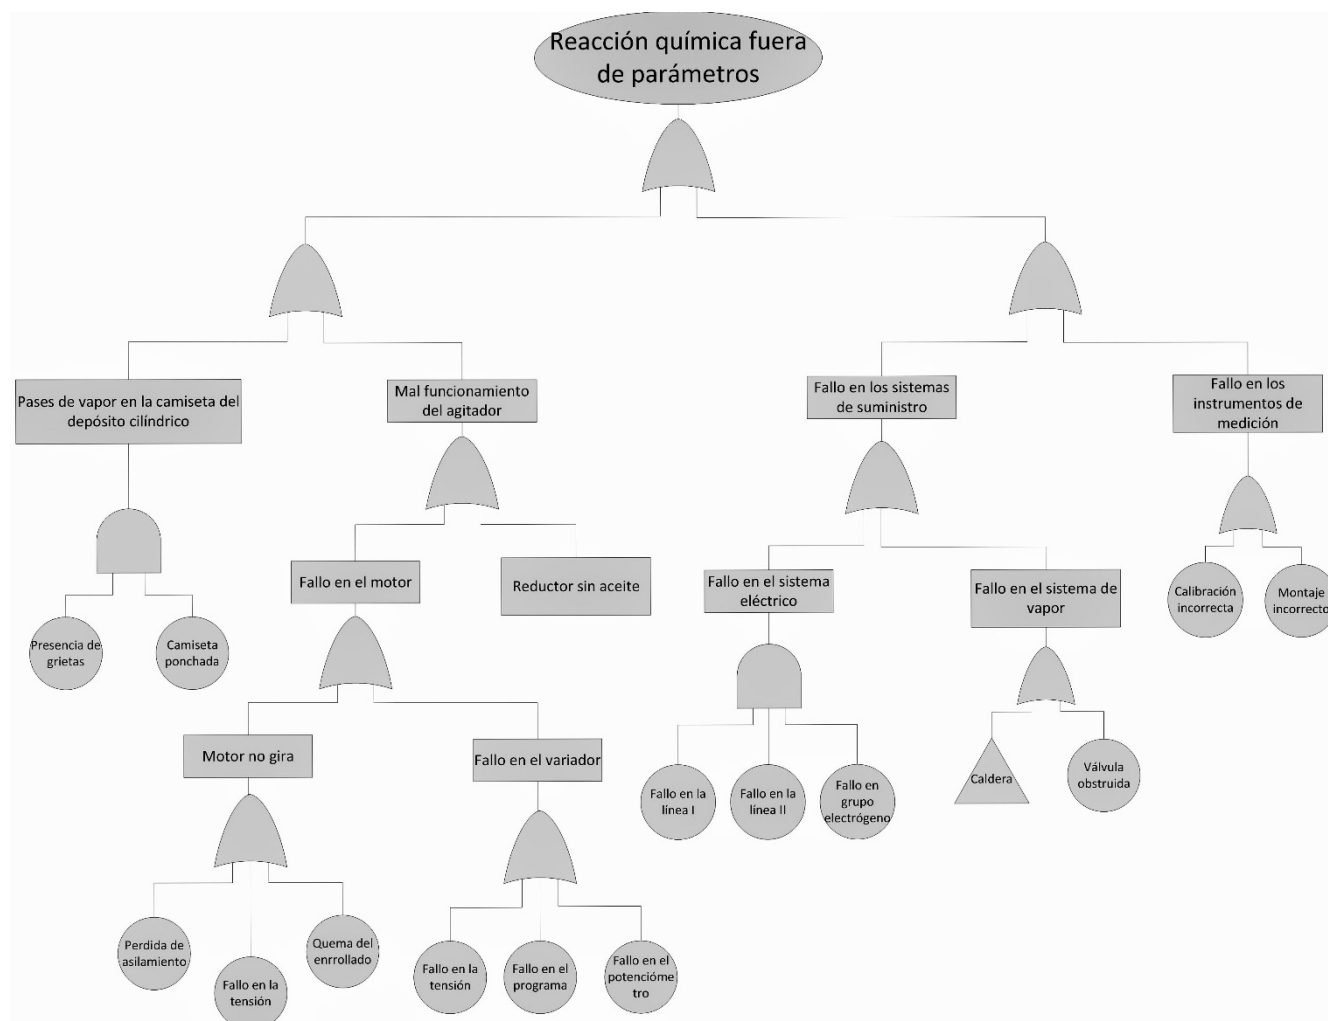 Reacción química fuera
de parámetros
Pases de vapor en la camiseta del
depósito cilíndrico
Mal funcionamiento
del agitador
Fallo en los sistemas
de suministro
Fallo en los
instrumentos de
medición
Fallo en el motor
Reductor sin aceite
Fallo en el sistema
eléctrico
Fallo en el sistema de
vapor
Calibración
incorrecta
Montaje
incorrecto
Presencia de
grietas
Camiseta
ponchada
Motor no gira
Fallo en el variador
Fallo en la
línea I
Fallo en la
línea II
Fallo en
grupo
electrógeno
Caldera
Válvula
obstruida
Perdida de
asilamiento
Fallo en la
tensión
Quema del
enrrollado
Fallo en la
tensión
Fallo en el
programa
Fallo en el
potencióme
tro